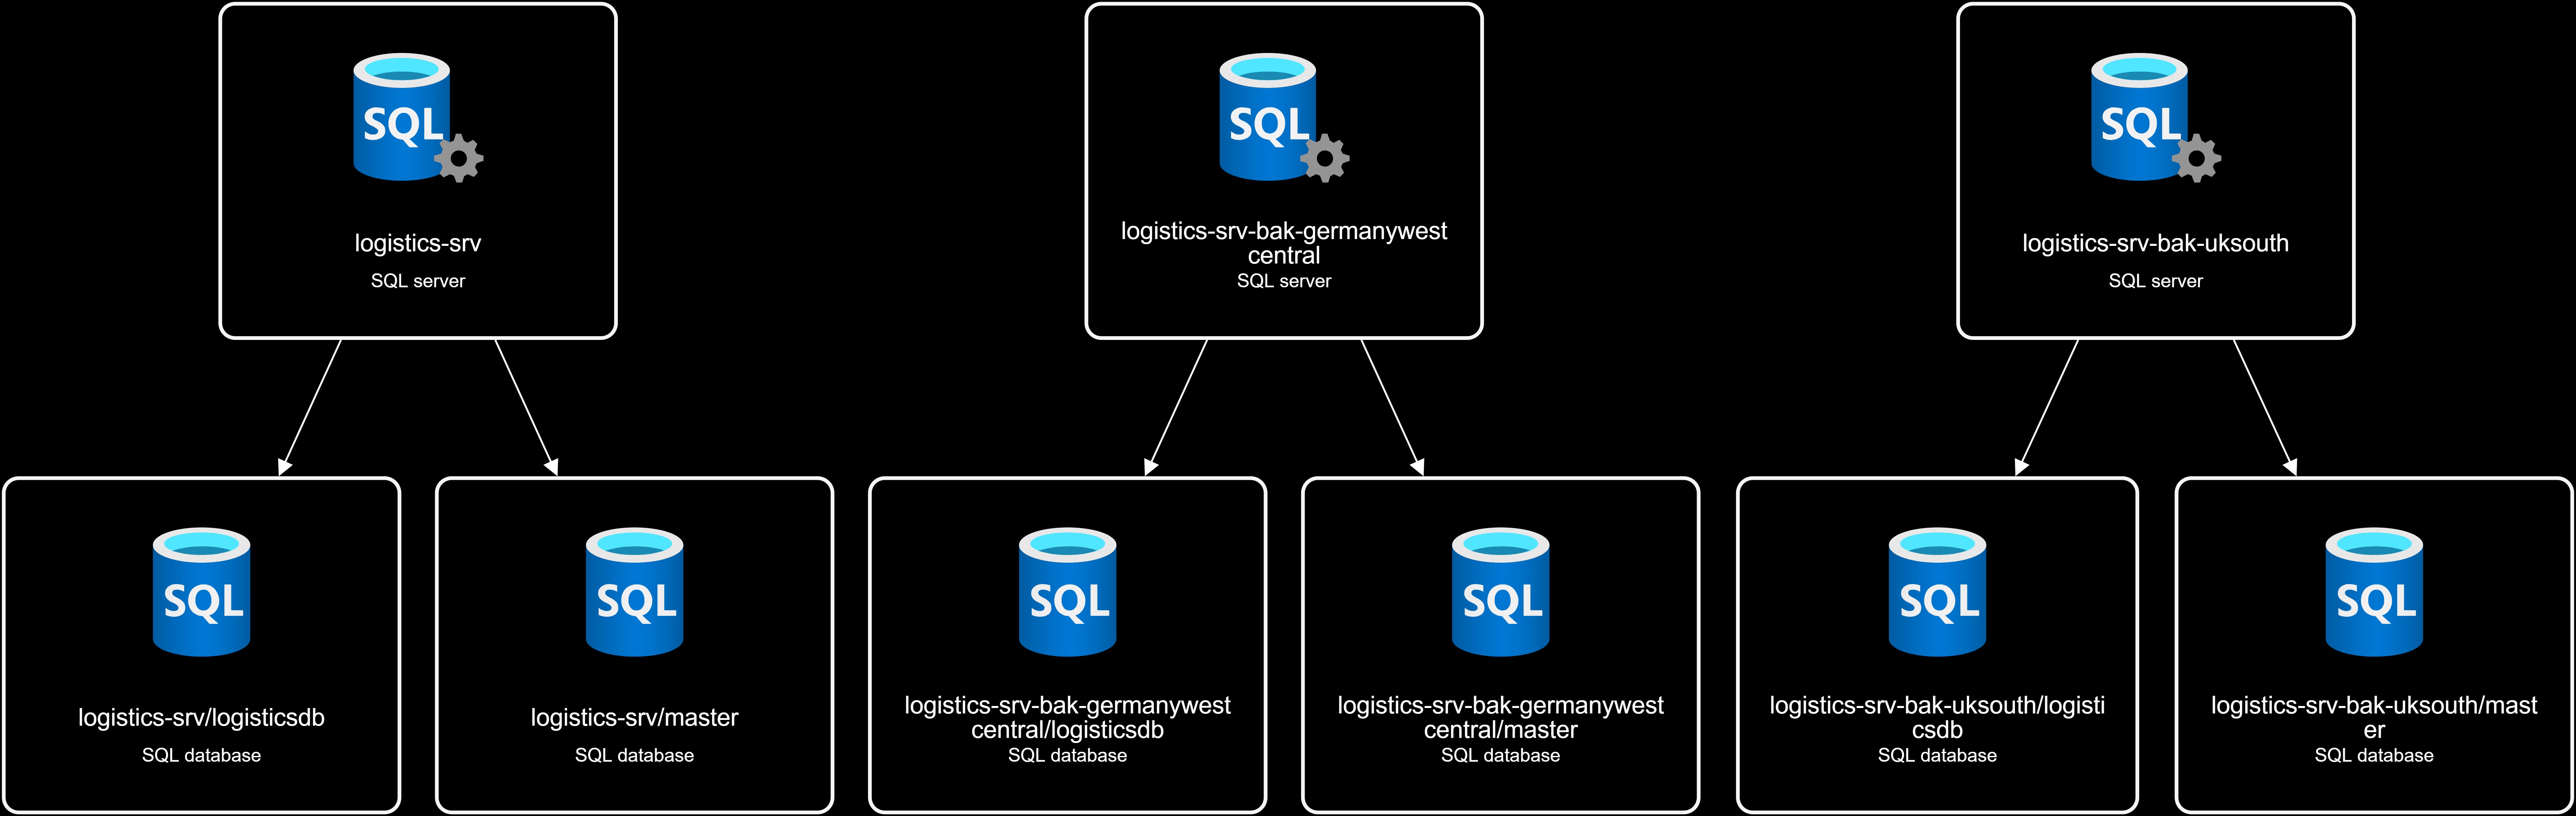 SQL
logistics-srv
SQL server
SQL
logistics-srv-bak-germanywest
central
SQL server
SQL
logistics-srv-bak-uksouth
SQL server
SQL
logistics-srv/logisticsdb
SQL database
SQL
logistics-srv/master
SQL database
SQL
logistics-srv-bak-germanywest
central/logisticsdb
SQL database
SQL
logistics-srv-bak-germanywest
central/master
SQL database
SQL
logistics-srv-bak-uksouth/logisti
csdb
SQL database
SQL
logistics-srv-bak-uksouth/mast
er
SQL database